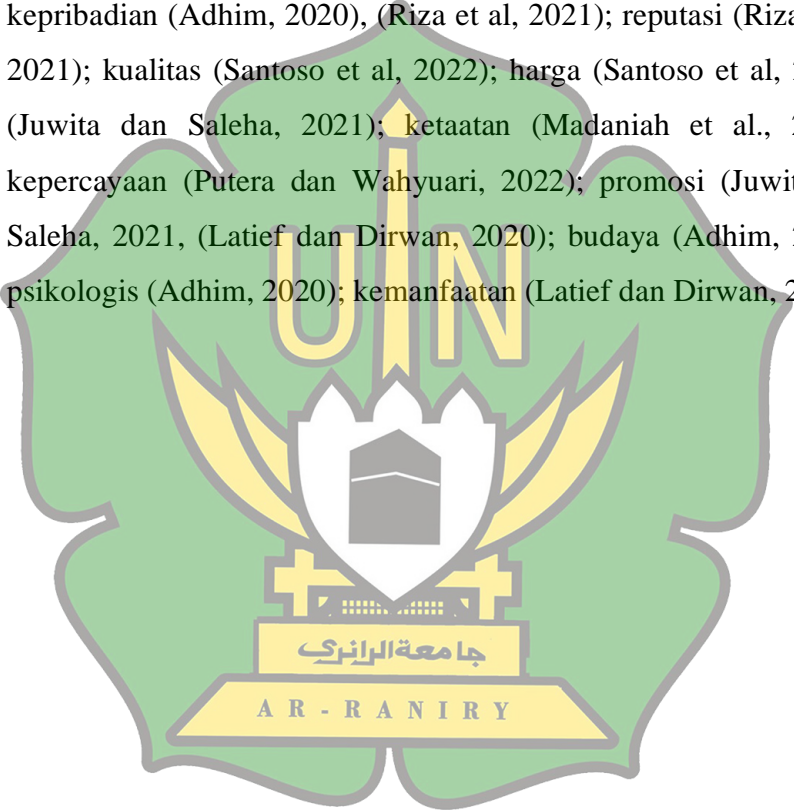 kepribadian (Adhim, 2020), (Riza et al, 2021); reputasi (Riza
2021); kualitas (Santoso et al, 2022); harga (Santoso et al,
(Juwita dan Saleha, 2021); ketaatan (Madaniah et al.,
kepercayaan (Putera dan Wahyuari, 2022); promosi (Juwit
Saleha, 2021, (Latief dan Dirwan, 2020); budaya (Adhim,
psikologis (Adhim, 2020); kemanfaatan (Latief dan Dirwan, 2
UIN
جامعة الرانري
AR-RANIRY